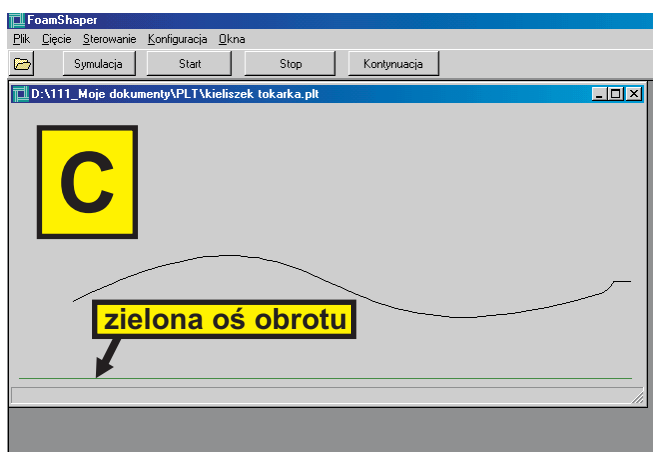 FoamShaper
Plik Cięcie Sterowanie Konfiguracja Okna
Symulacja Start Stop Kontynuacja
D:\111_Moje dokumenty\PLT\kieliszek tokarka.plt
C
zielona oś obrotu